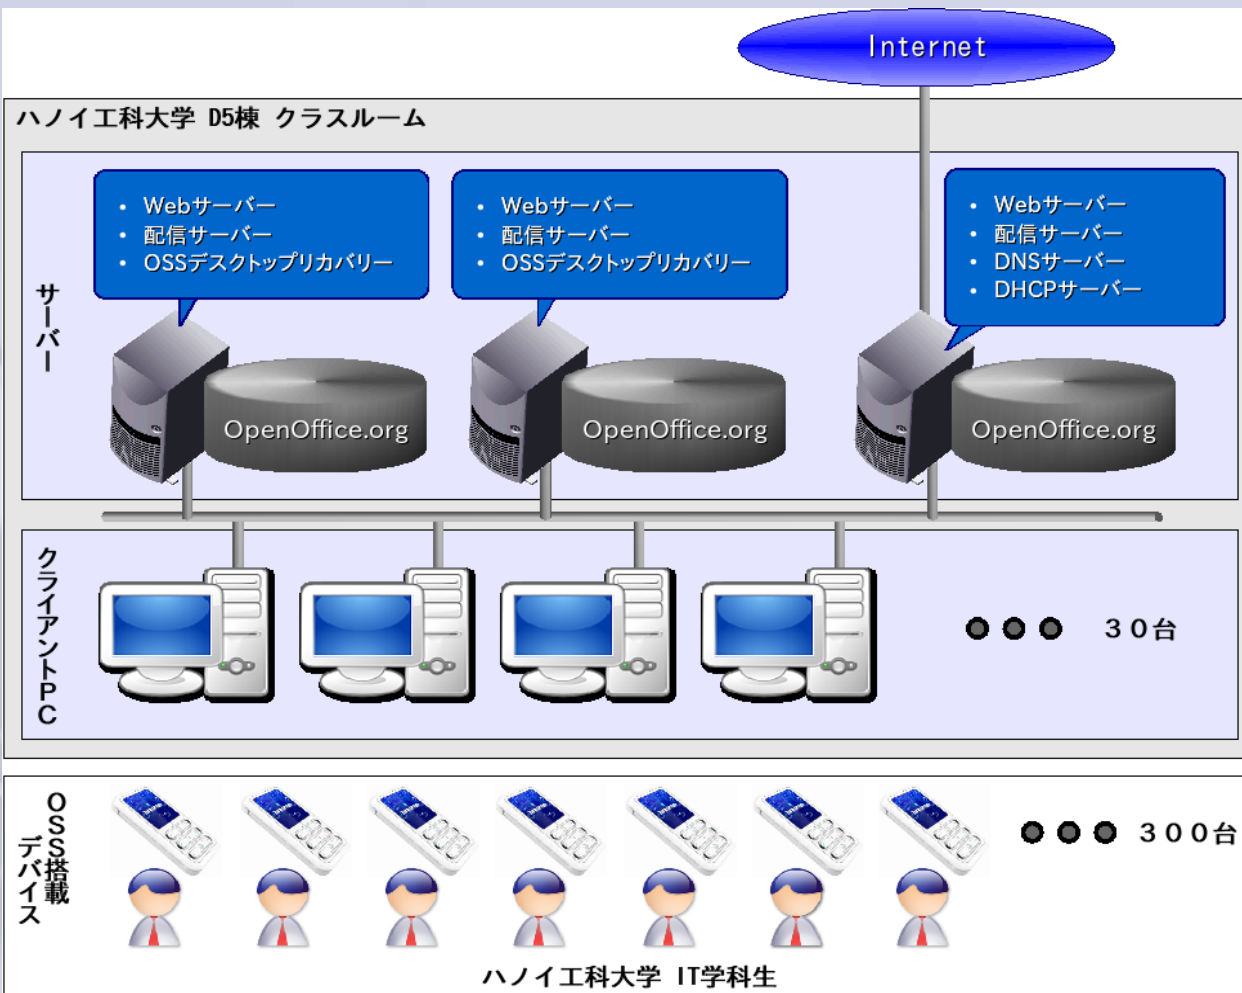 Internet
ハノイ工科大学 D5棟 クラスルーム
サーバー
• Webサーバー
• 配信サーバー
• OSSデスクトップリカバリー
• Webサーバー
• 配信サーバー
• OSSデスクトップリカバリー
• Webサーバー
• 配信サーバー
• DNSサーバー
• DHCPサーバー
OpenOffice.org
OpenOffice.org
OpenOffice.org
クライアントPC
30台
OSS搭載
デバイス
300台
ハノイ工科大学 IT学科生